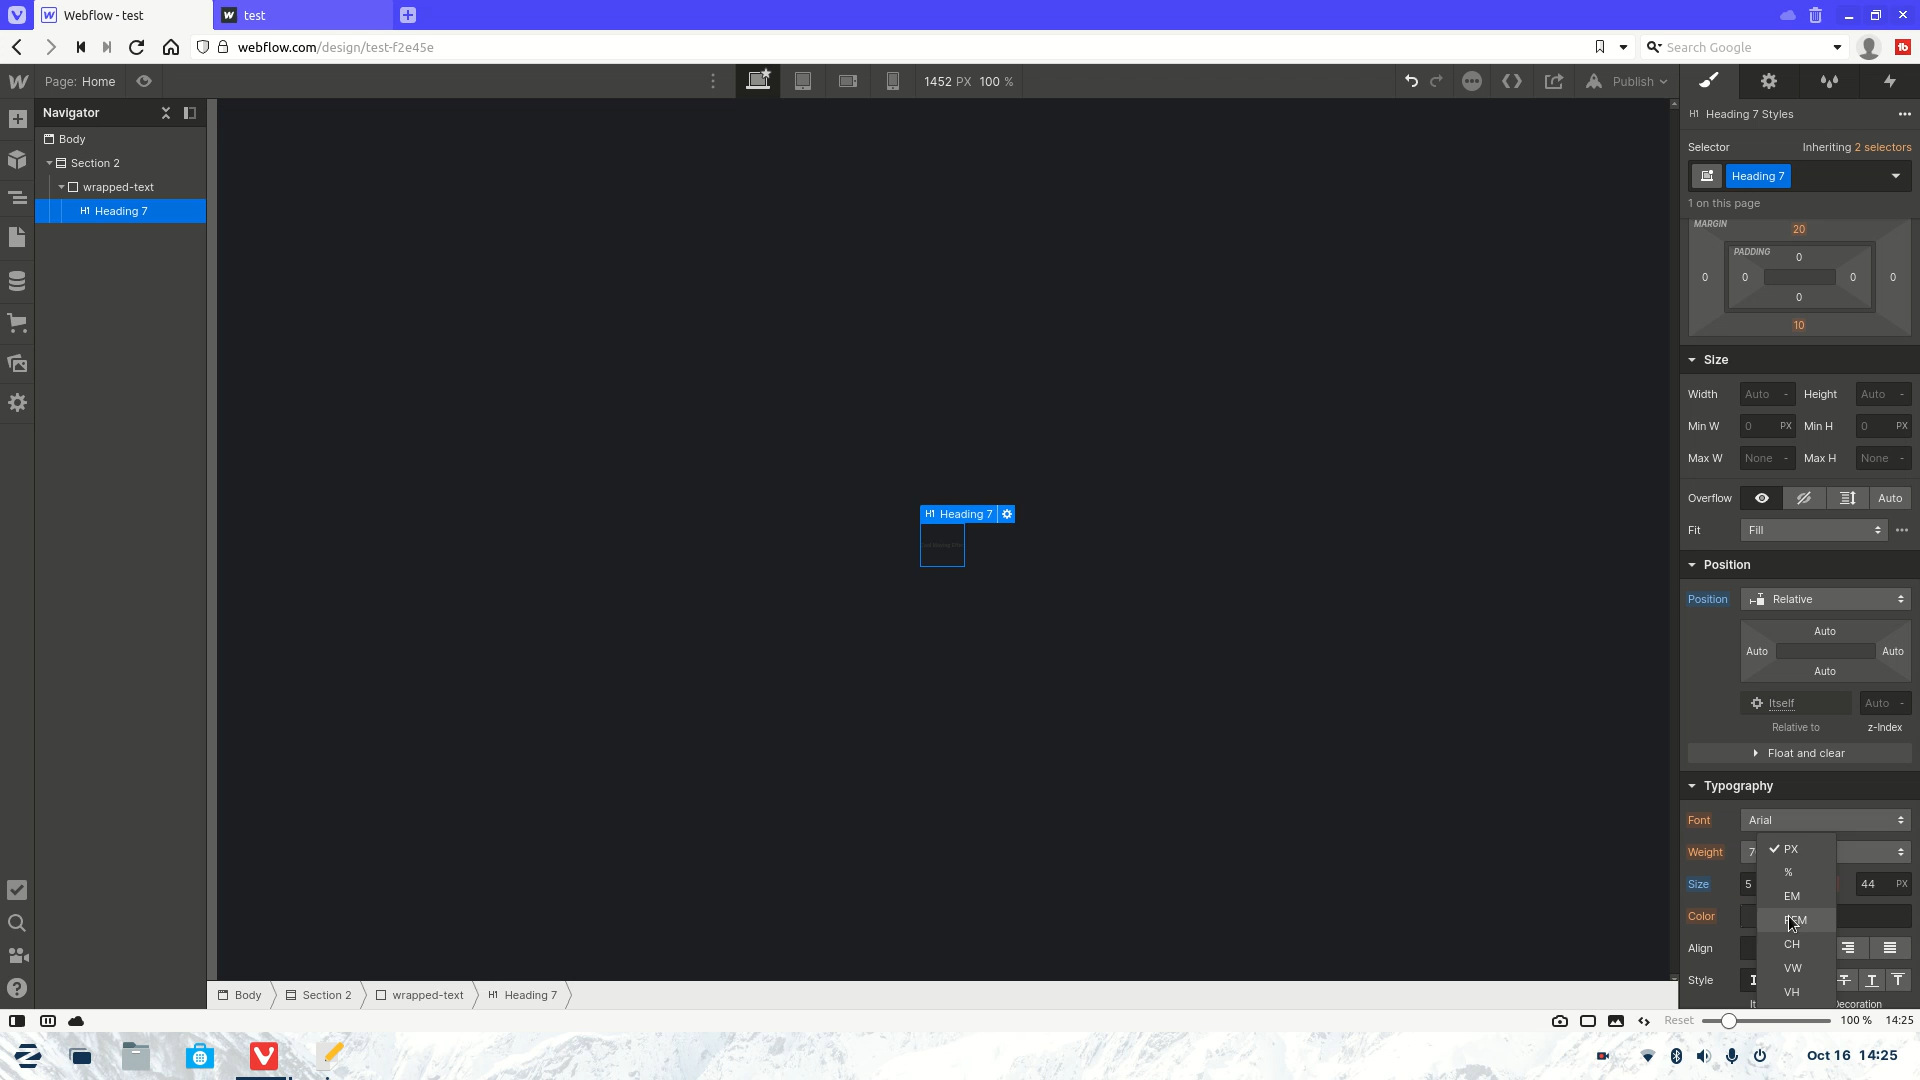 Webflow - test
test
webflow.com/design/test-f2e45e
Search Google
Page: Home
1452 PX 100 %
Publish
Navigator
Body
Section 2
wrapped-text
H1 Heading 7
H1 Heading 7
H1 Heading 7 Styles
Selector
Inheriting 2 selectors
Heading 7
1 on this page
MARGIN
20
PADDING
0
0 0 0 0
0
10
Size
Width Auto - Height Auto -
Min W 0 PX Min H 0 PX
Max W None - Max H None -
Overflow Auto
Fit Fill
Position
Position Relative
Auto
Auto Auto
Auto
Itself Auto -
Relative to z-Index
Float and clear
Typography
Font Arial
Weight 7
Size 5 44 PX
Color
Align
Style
PX
%
EM
REM
CH
VW
VH
Body Section 2 wrapped-text H1 Heading 7
Reset 100 % 14:25
Oct 16 14:25